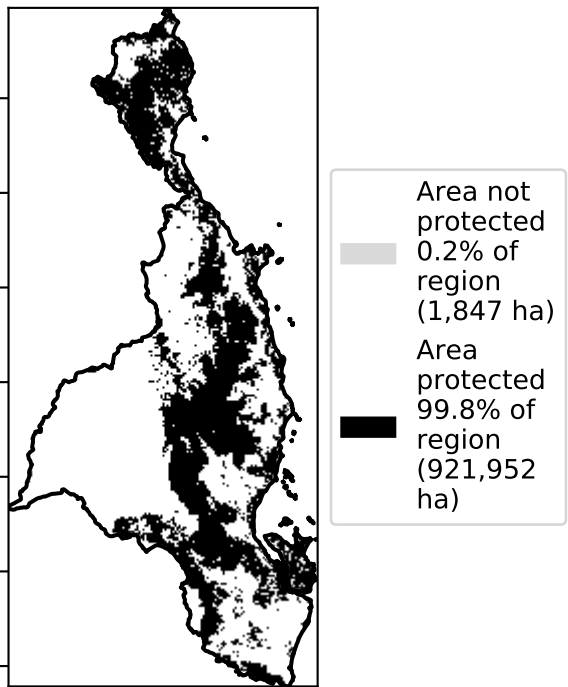 Area not
protected
0.2% of
region
(1,847 ha)
Area
protected
99.8% of
region
(921,952
ha)